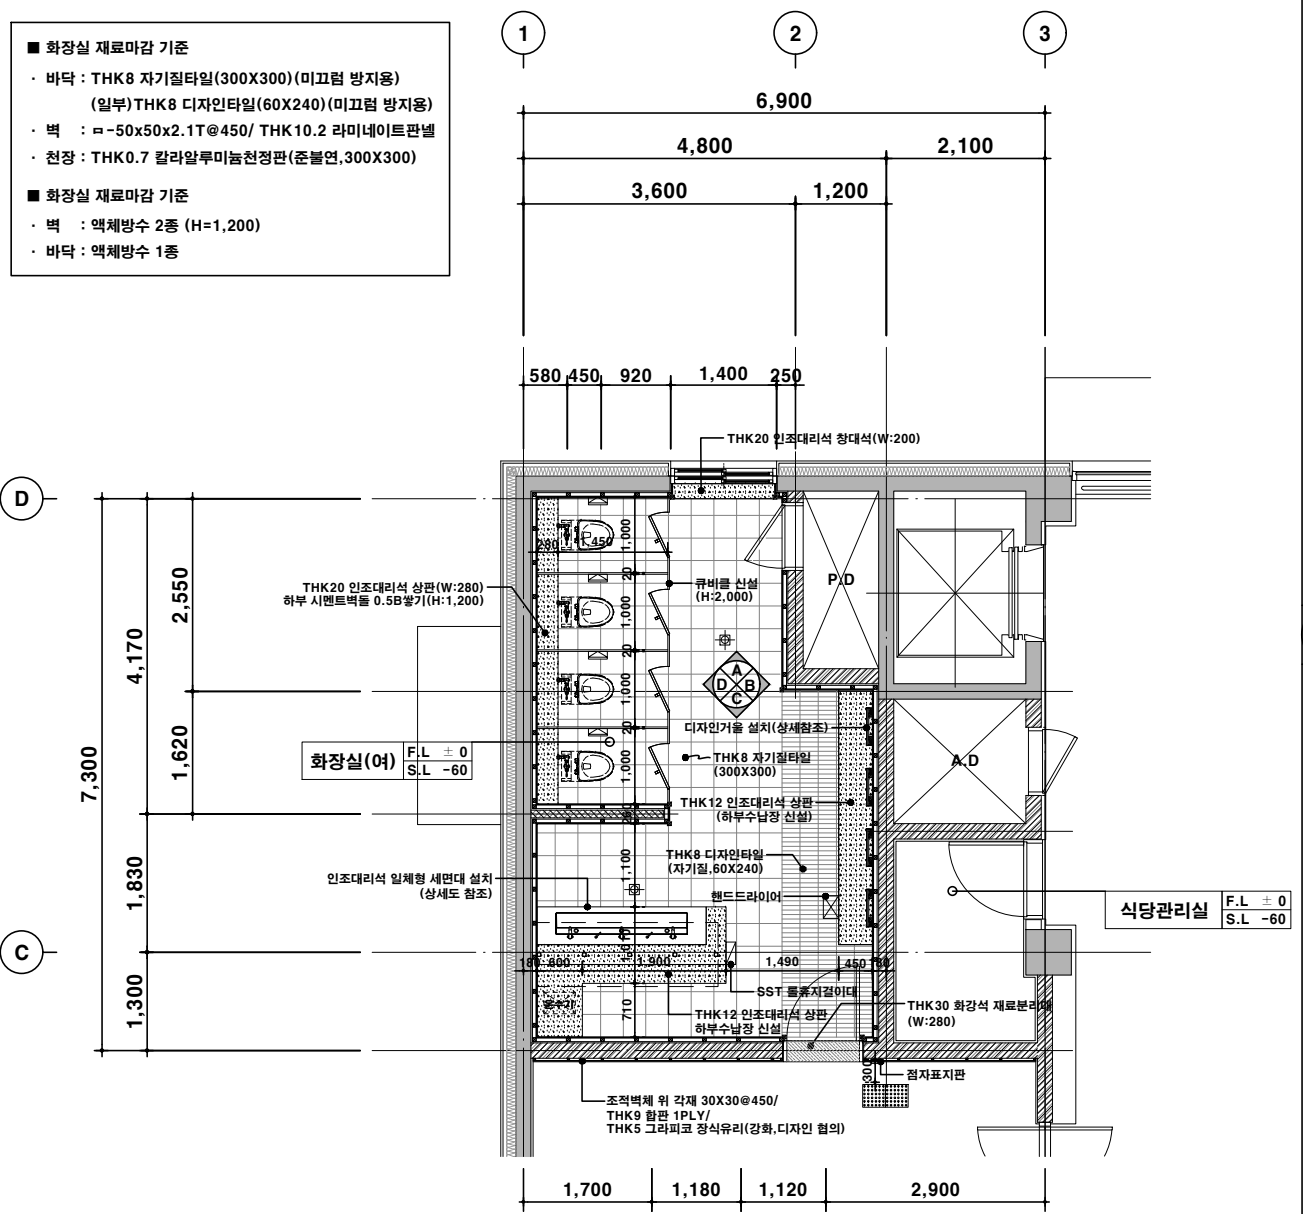 ■ 화장실 재료마감 기준
· 바닥 : THK8 자기질타일(300X300)(미끄럼 방지용)
(일부)THK8 디자인타일(60X240)(미끄럼 방지용)
· 벽 : ㅁ-50x50x2.1T@450/ THK10.2 라미네이트판넬
· 천장 : THK0.7 칼라알루미늄천정판(준불연,300X300)
■ 화장실 재료마감 기준
· 벽 : 액체방수 2종 (H=1,200)
· 바닥 : 액체방수 1종
1
2
3
6,900
4,800
2,100
3,600
1,200
580
450
920
1,400
250
THK20 인조대리석 창대석(W:200)
D
280
1,450
1,000
P.D
큐비클 신설
(H:2,000)
20
THK20 인조대리석 상판(W:280)
하부 시멘트벽돌 0.5B쌓기(H:1,200)
1,000
2,550
4,170
20
A
D
B
C
1,000
디자인거울 설치(상세참조)
20
1,620
7,300
화장실(여)
F.L ± 0
S.L -60
1,000
THK8 자기질타일
(300X300)
A.D
THK12 인조대리석 상판
(하부수납장 신설)
1,100
THK8 디자인타일
(자기질,60X240)
1,830
인조대리석 일체형 세면대 설치
(상세도 참조)
핸드드라이어
식당관리실
F.L ± 0
S.L -60
C
1,010
180
600
1,900
1,490
450
180
SST 롤휴지걸이대
1,300
710
THK12 인조대리석 상판
하부수납장 신설
THK30 화강석 재료분리대
(W:280)
300
점자표지판
조적벽체 위 각재 30X30@450/
THK9 합판 1PLY/
THK5 그라피코 장식유리(강화,디자인 협의)
1,700
1,180
1,120
2,900